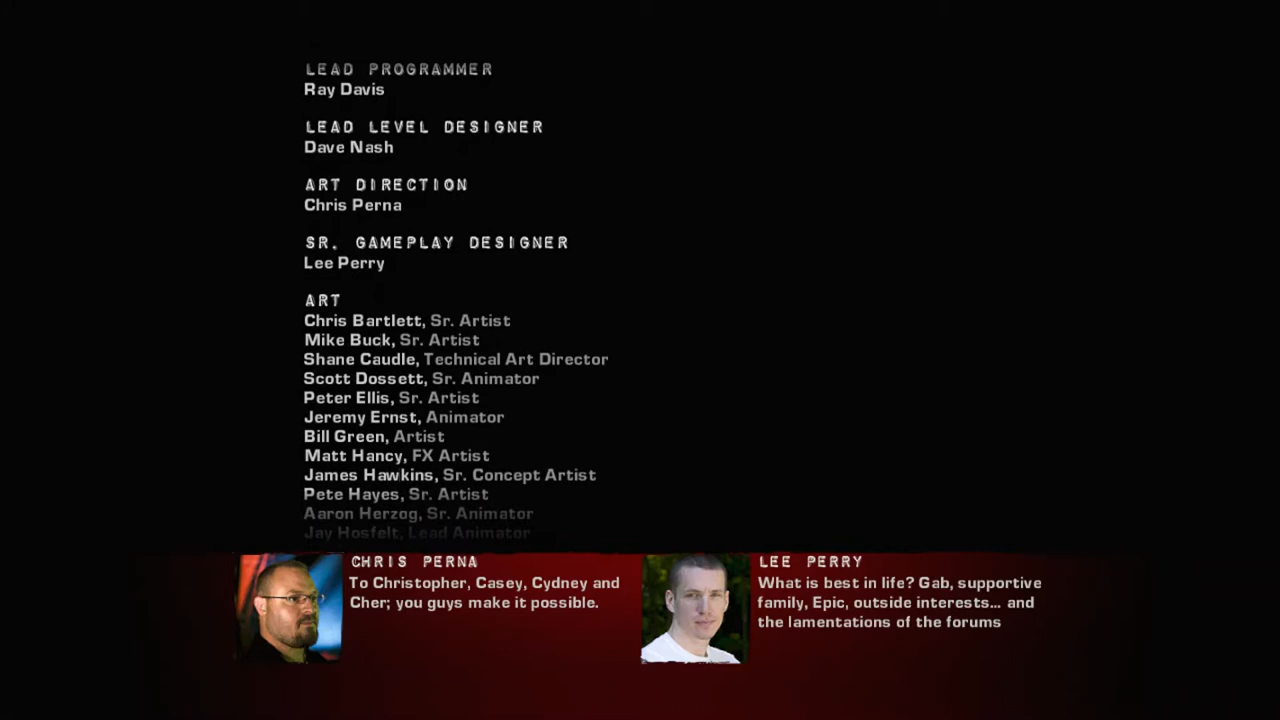 LEAD PROGRAMMER
Ray Davis
LEAD LEVEL DESIGNER
Dave Nash
ART DIRECTION
Chris Perna
SR. GAMEPLAY DESIGNER
Lee Perry
ART
Chris Bartlett, Sr. Artist
Mike Buck, Sr. Artist
Shane Caudle, Technical Art Director
Scott Dossett, Sr. Animator
Peter Ellis, Sr. Artist
Jeremy Ernst, Animator
Bill Green, Artist
Matt Hancy, FX Artist
James Hawkins, Sr. Concept Artist
Pete Hayes, Sr. Artist
Aaron Herzog, Sr. Animator
Jay Hosfelt, Lead Animator
CHRIS PERNA
To Christopher, Casey, Cydney and
Cher; you guys make it possible.
LEE PERRY
What is best in life? Gab, supportive
family, Epic, outside interests... and
the lamentations of the forums